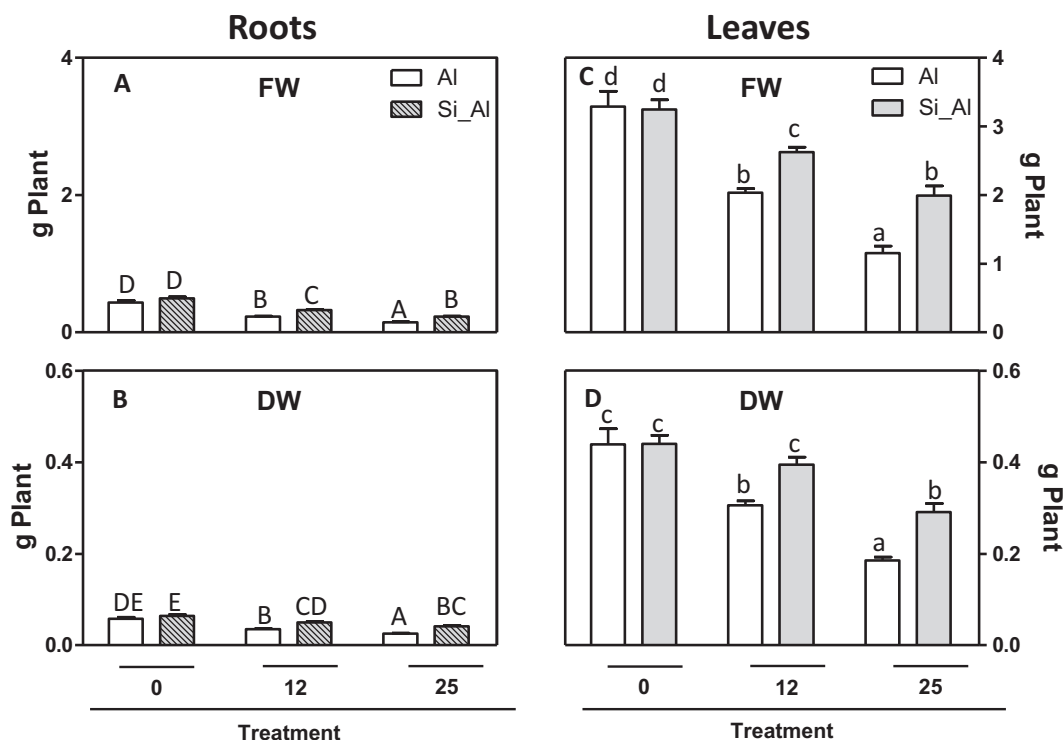 Roots
Leaves
A
FW
Al
Si_Al
4
2
0
g Plant
D D B C A B
C
FW
Al
Si_Al
4
3
2
1
0
g Plant
d d b c a b
B
DW
0.6
0.4
0.2
0.0
g Plant
DE E B CD A BC
D
DW
0.6
0.4
0.2
0.0
g Plant
c c b c a b
0 12 25
Treatment
0 12 25
Treatment